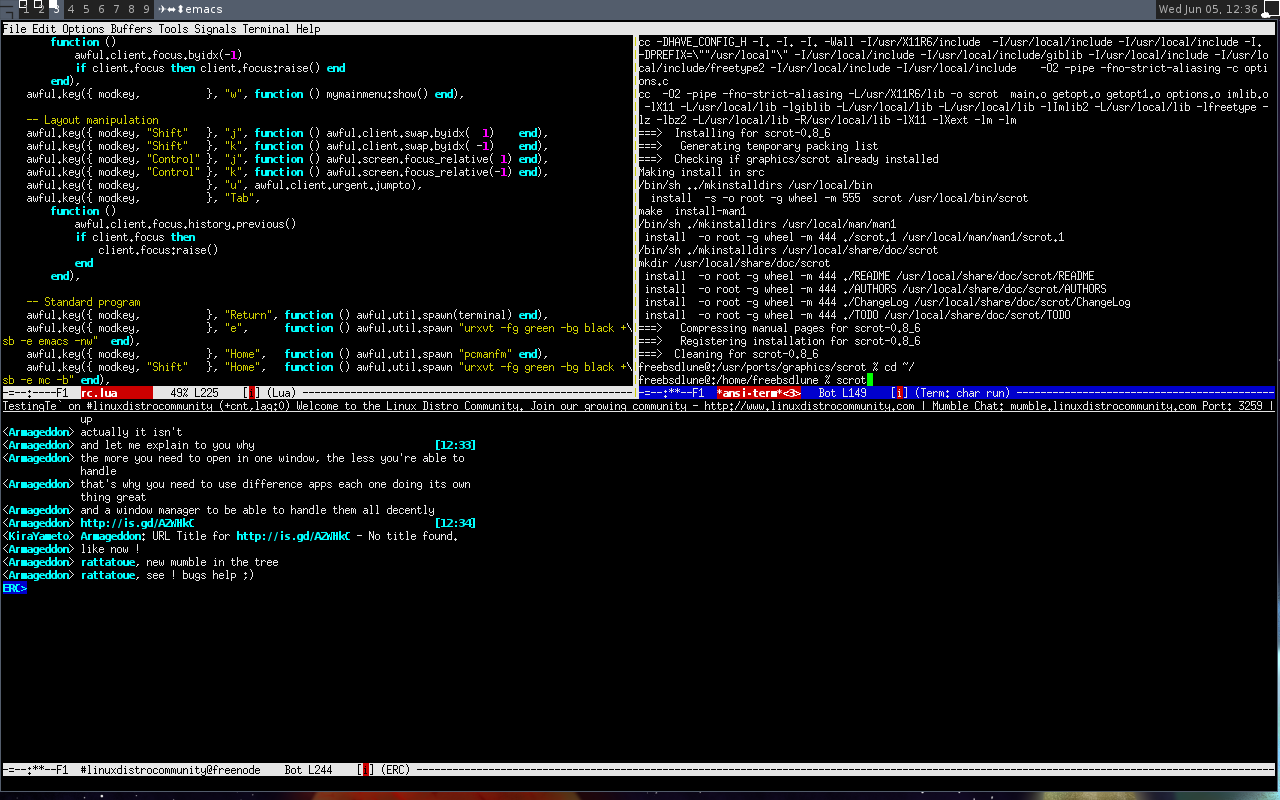 1 2 3 4 5 6 7 8 9 emacs Wed Jun 05, 12:36
File Edit Options Buffers Tools Signals Terminal Help
function ()
awful.client.focus.byidx(-1)
if client.focus then client.focus:raise() end
end),
awful.key({ modkey,           }, "w", function () mymainmenu:show() end),
-- Layout manipulation
awful.key({ modkey, "Shift"   }, "j", function () awful.client.swap.byidx(  1)    end),
awful.key({ modkey, "Shift"   }, "k", function () awful.client.swap.byidx( -1)    end),
awful.key({ modkey, "Control" }, "j", function () awful.screen.focus_relative( 1) end),
awful.key({ modkey, "Control" }, "k", function () awful.screen.focus_relative(-1) end),
awful.key({ modkey,           }, "u", awful.client.urgent.jumpto),
awful.key({ modkey,           }, "Tab",
function ()
awful.client.focus.history.previous()
if client.focus then
client.focus:raise()
end
end),
-- Standard program
awful.key({ modkey,           }, "Return", function () awful.util.spawn(terminal) end),
awful.key({ modkey,           }, "e",      function () awful.util.spawn "urxvt -fg green -bg black +\
sb -e emacs -nw"  end),
awful.key({ modkey,           }, "Home",   function () awful.util.spawn "pcmanfm" end),
awful.key({ modkey, "Shift"   }, "Home",   function () awful.util.spawn "urxvt -fg green -bg black +\
sb -e mc -b" end),
-=--:----F1  rc.lua         49% L225    [i] (Lua) ---
cc -DHAVE_CONFIG_H -I. -I. -I. -Wall -I/usr/X11R6/include  -I/usr/local/include -I/usr/local/include -I.
-DPREFIX=\""/usr/local"\" -I/usr/local/include -I/usr/local/include/giblib -I/usr/local/include -I/usr/lo
cal/include/freetype2 -I/usr/local/include -I/usr/local/include    -O2 -pipe -fno-strict-aliasing -c opti
ons.c
cc  -O2 -pipe -fno-strict-aliasing -L/usr/X11R6/lib -o scrot  main.o getopt.o getopt1.o options.o imlib.o
-lX11 -L/usr/local/lib -lgiblib -L/usr/local/lib -L/usr/local/lib -lImlib2 -L/usr/local/lib -lfreetype -
lz -lbz2 -L/usr/local/lib -R/usr/local/lib -lX11 -lXext -lm -lm
===>  Installing for scrot-0.8_6
===>   Generating temporary packing list
===>  Checking if graphics/scrot already installed
Making install in src
/bin/sh ../mkinstalldirs /usr/local/bin
install  -s -o root -g wheel -m 555  scrot /usr/local/bin/scrot
make  install-man1
/bin/sh ./mkinstalldirs /usr/local/man/man1
install  -o root -g wheel -m 444 ./scrot.1 /usr/local/man/man1/scrot.1
/bin/sh ./mkinstalldirs /usr/local/share/doc/scrot
mkdir /usr/local/share/doc/scrot
install  -o root -g wheel -m 444 ./README /usr/local/share/doc/scrot/README
install  -o root -g wheel -m 444 ./AUTHORS /usr/local/share/doc/scrot/AUTHORS
install  -o root -g wheel -m 444 ./ChangeLog /usr/local/share/doc/scrot/ChangeLog
install  -o root -g wheel -m 444 ./TODO /usr/local/share/doc/scrot/TODO
===>   Compressing manual pages for scrot-0.8_6
===>   Registering installation for scrot-0.8_6
===>  Cleaning for scrot-0.8_6
freebsdlune@:/usr/ports/graphics/scrot % cd ~/
freebsdlune@:/home/freebsdlune % scrot
-=--:**--F1  *ansi-term*<3>   Bot L149    [i] (Term: char run) ---
TestingTe` on #linuxdistrocommunity (+cnt,lag:0) Welcome to the Linux Distro Community. Join our growing community - http://www.linuxdistrocommunity.com | Mumble Chat: mumble.linuxdistrocommunity.com Port: 3259 |
up
<Armageddon> actually it isn't
<Armageddon> and let me explain to you why [12:33]
<Armageddon> the more you need to open in one window, the less you're able to
handle
<Armageddon> that's why you need to use difference apps each one doing its own
thing great
<Armageddon> and a window manager to be able to handle them all decently
<Armageddon> http://is.gd/AZWHkC [12:34]
<KiraYameto> Armageddon: URL Title for http://is.gd/AZWHkC - No title found.
<Armageddon> like now !
<Armageddon> rattatoue, new mumble in the tree
<Armageddon> rattatoue, see ! bugs help ;)
ERC>
-=--:**--F1  #linuxdistrocommunity@freenode    Bot L244    [i] (ERC) ---